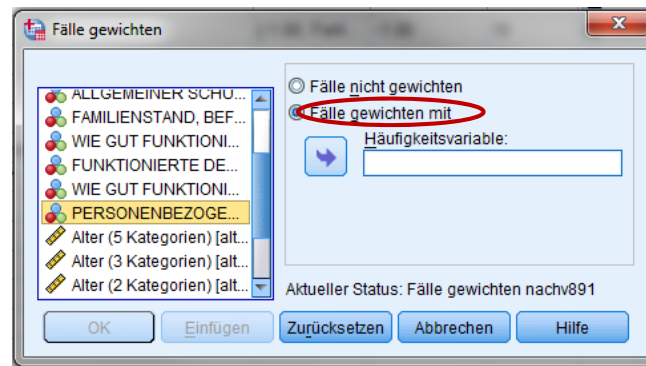 Fälle gewichten
ALLGEMEINER SCHU...
FAMILIENSTAND, BEF...
WIE GUT FUNKTIONI...
FUNKTIONIERTE DE...
WIE GUT FUNKTIONI...
PERSONENBEZOGE...
Alter (5 Kategorien) [alt...
Alter (3 Kategorien) [alt...
Alter (2 Kategorien) [alt...
Fälle nicht gewichten
Fälle gewichten mit
Häufigkeitsvariable:
Aktueller Status: Fälle gewichten nachv891
OK Einfügen Zurücksetzen Abbrechen Hilfe